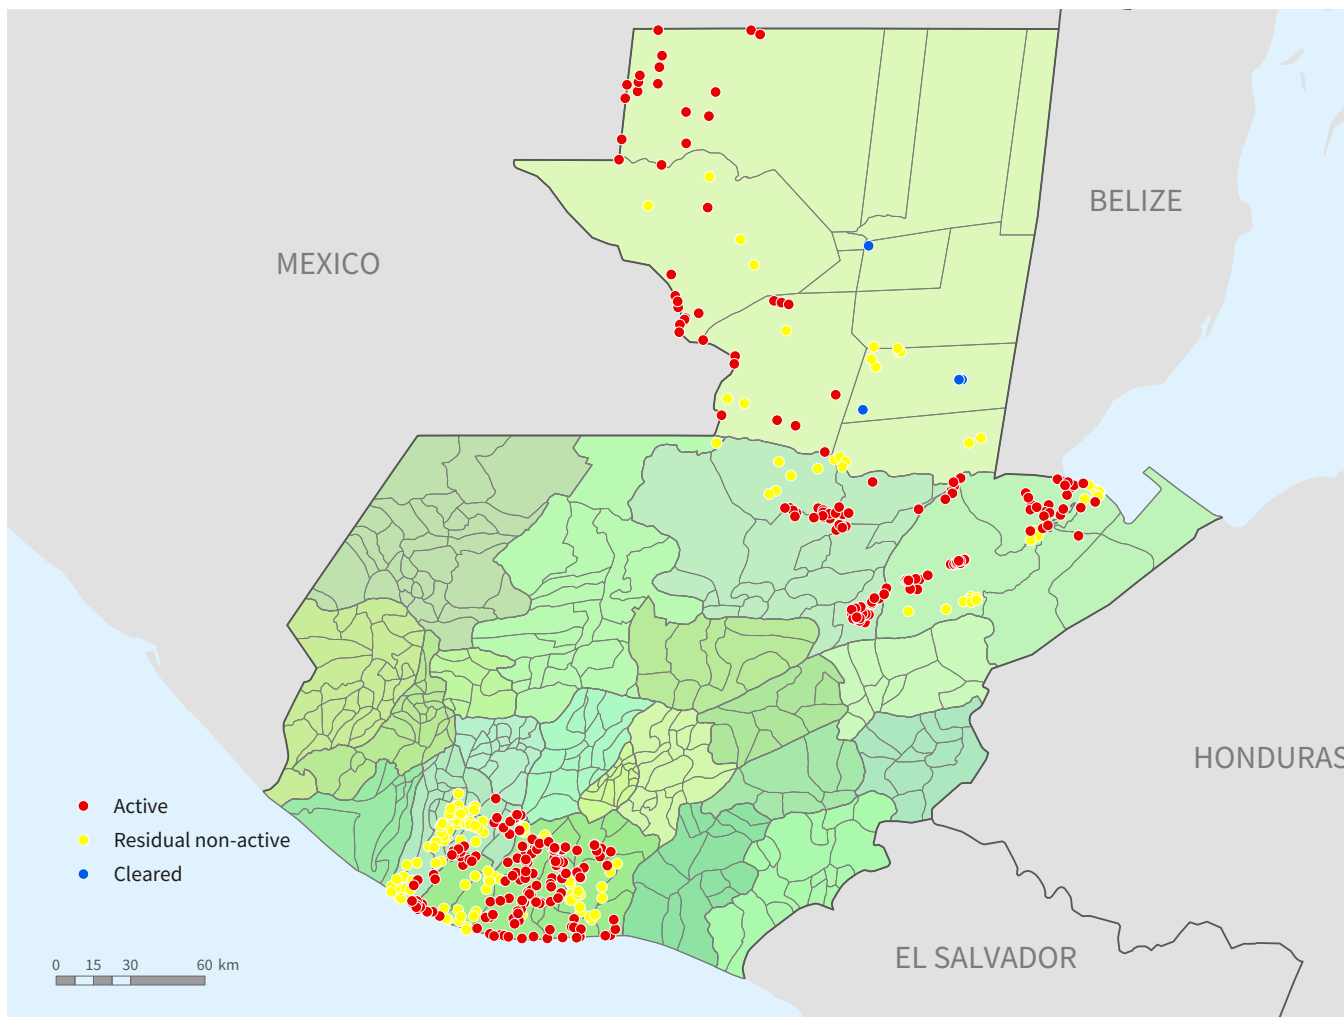 BELIZE
MEXICO
HONDURAS
Active
Residual non-active
Cleared
EL SALVADOR
0 15 30 60 km